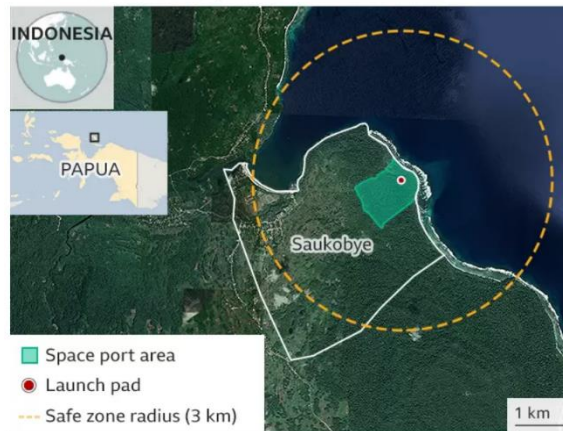 INDONESIA
PAPUA
Saukobye
Space port area
Launch pad
Safe zone radius (3 km)
1 km